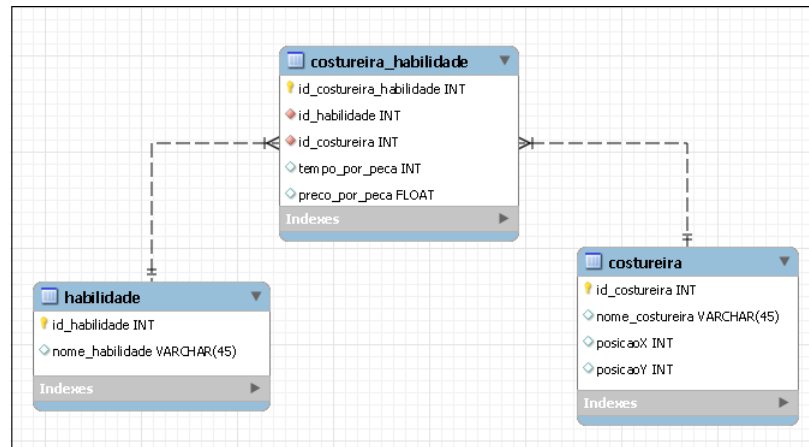 costureira_habilidade
id_costureira_habilidade INT
id_habilidade INT
id_costureira INT
tempo_por_peca INT
preco_por_peca FLOAT
Indexes
habilidade
id_habilidade INT
nome_habilidade VARCHAR(45)
Indexes
costureira
id_costureira INT
nome_costureira VARCHAR(45)
posicaoX INT
posicaoY INT
Indexes